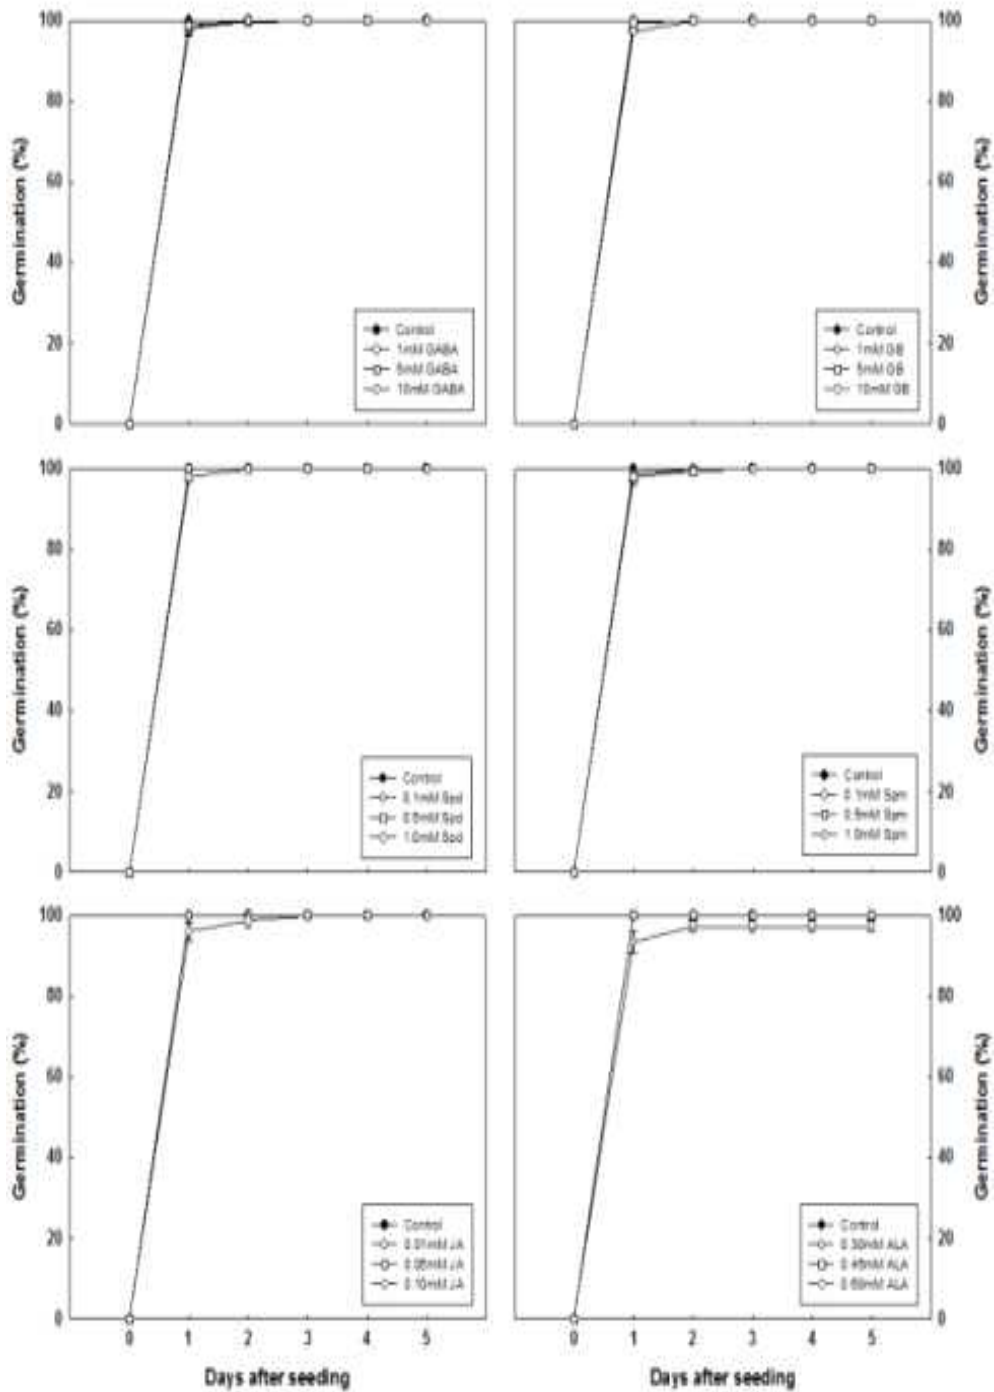 100
80
60
40
20
0
Germination (%)
Control
1mM GABA
5mM GABA
10mM GABA
100
80
60
40
20
0
Germination (%)
Control
1mM GB
5mM GB
10mM GB
100
80
60
40
20
0
Germination (%)
Control
0.1mM Spd
0.5mM Spd
1.0mM Spd
100
80
60
40
20
0
Germination (%)
Control
0.1mM Spm
0.5mM Spm
1.0mM Spm
100
80
60
40
20
0
Germination (%)
Control
0.01mM JA
0.05mM JA
0.10mM JA
0 1 2 3 4 5
Days after seeding
100
80
60
40
20
0
Germination (%)
Control
0.30mM ALA
0.45mM ALA
0.60mM ALA
0 1 2 3 4 5
Days after seeding